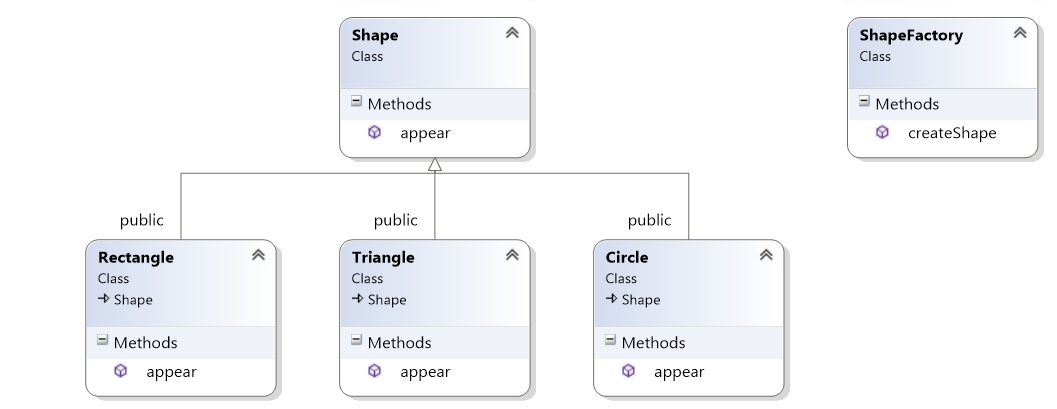 Shape
Class
Methods
appear
ShapeFactory
Class
Methods
createShape
public
public
public
Rectangle
Class
Shape
Methods
appear
Triangle
Class
Shape
Methods
appear
Circle
Class
Shape
Methods
appear